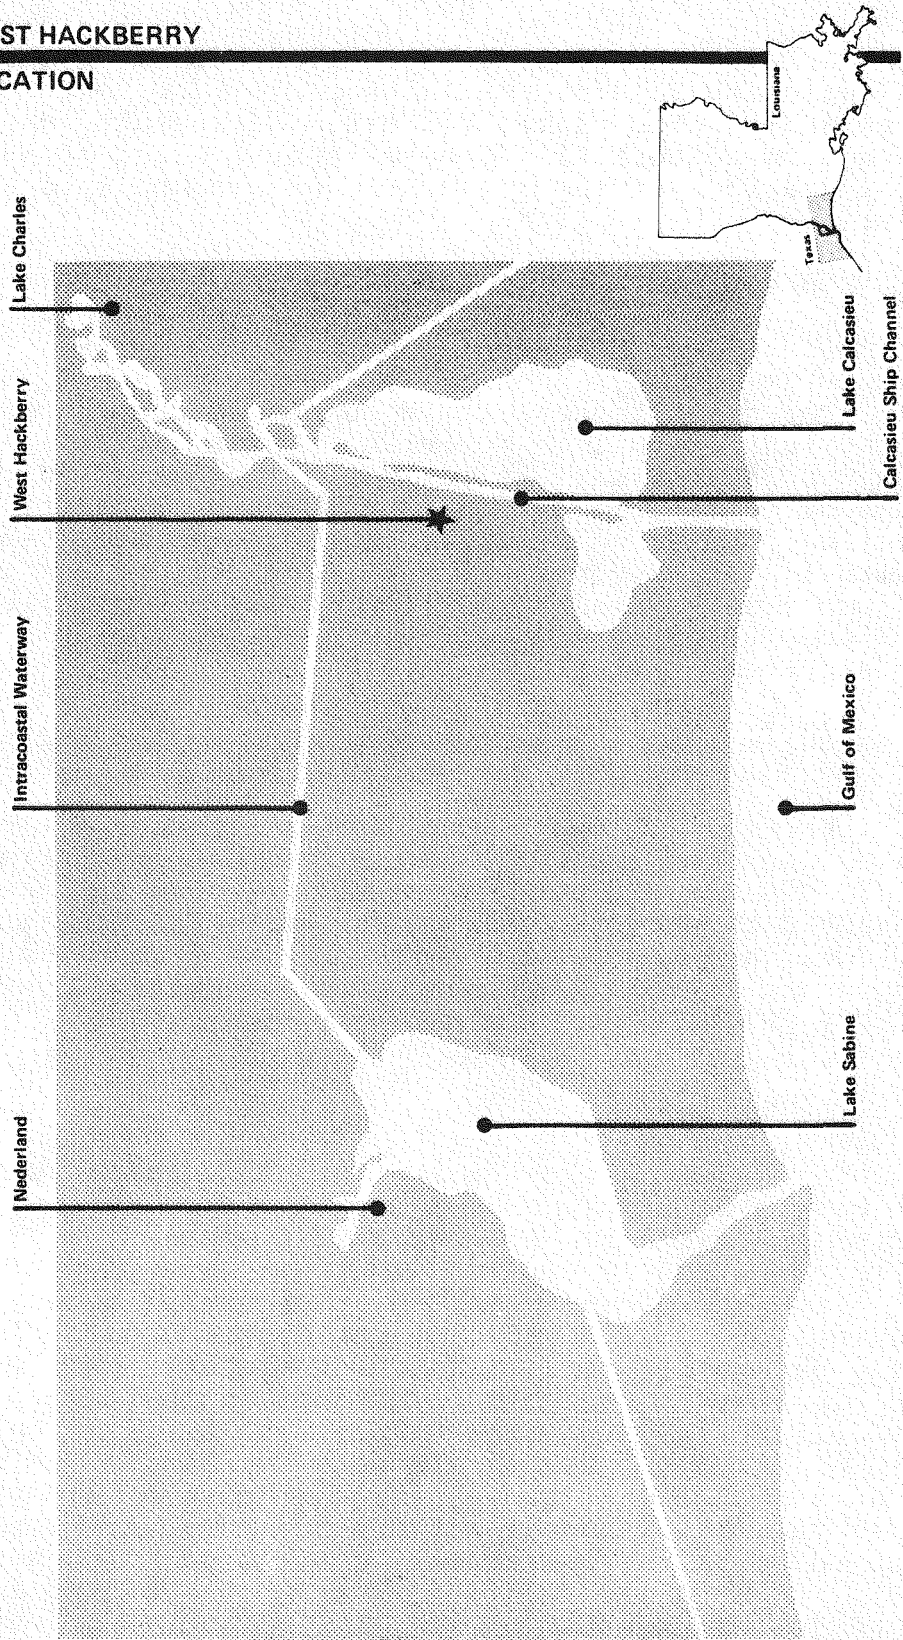 ST HACKBERRY
CATION
Louisiana
Texas
Lake Charles
West Hackberry
Intracoastal Waterway
Nederland
Lake Calcasieu
Calcasieu Ship Channel
Gulf of Mexico
Lake Sabine